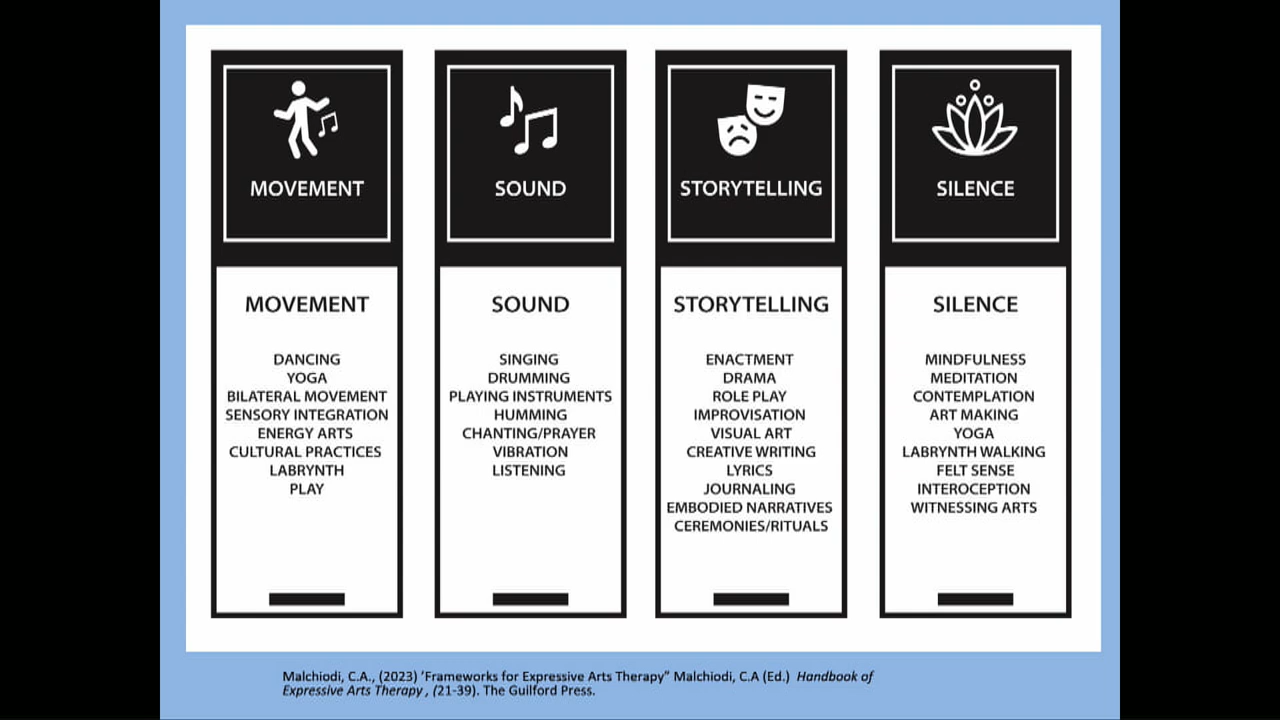 MOVEMENT
MOVEMENT
DANCING
YOGA
BILATERAL MOVEMENT
SENSORY INTEGRATION
ENERGY ARTS
CULTURAL PRACTICES
LABRYNTH
PLAY
SOUND
SOUND
SINGING
DRUMMING
PLAYING INSTRUMENTS
HUMMING
CHANTING/PRAYER
VIBRATION
LISTENING
STORYTELLING
STORYTELLING
ENACTMENT
DRAMA
ROLE PLAY
IMPROVISATION
VISUAL ART
CREATIVE WRITING
LYRICS
JOURNALING
EMBODIED NARRATIVES
CEREMONIES/RITUALS
SILENCE
SILENCE
MINDFULNESS
MEDITATION
CONTEMPLATION
ART MAKING
YOGA
LABRYNTH WALKING
FELT SENSE
INTEROCEPTION
WITNESSING ARTS
Malchiodi, C.A., (2023) ’Frameworks for Expressive Arts Therapy” Malchiodi, C.A (Ed.) Handbook of
Expressive Arts Therapy , (21-39). The Guilford Press.